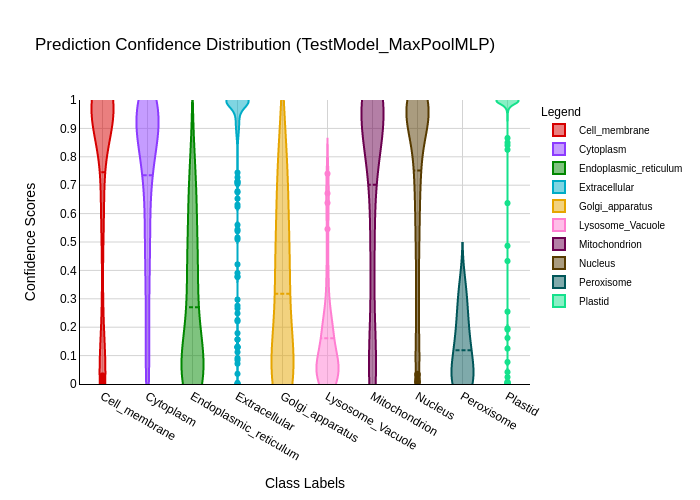 Prediction Confidence Distribution (TestModel_MaxPoolMLP)
Legend
Cell_membrane
Cytoplasm
Endoplasmic_reticulum
Extracellular
Golgi_apparatus
Lysosome_Vacuole
Mitochondrion
Nucleus
Peroxisome
Plastid
Confidence Scores
1
0.9
0.8
0.7
0.6
0.5
0.4
0.3
0.2
0.1
0
Cell_membrane
Cytoplasm
Endoplasmic_reticulum
Extracellular
Golgi_apparatus
Lysosome_Vacuole
Mitochondrion
Nucleus
Peroxisome
Plastid
Class Labels